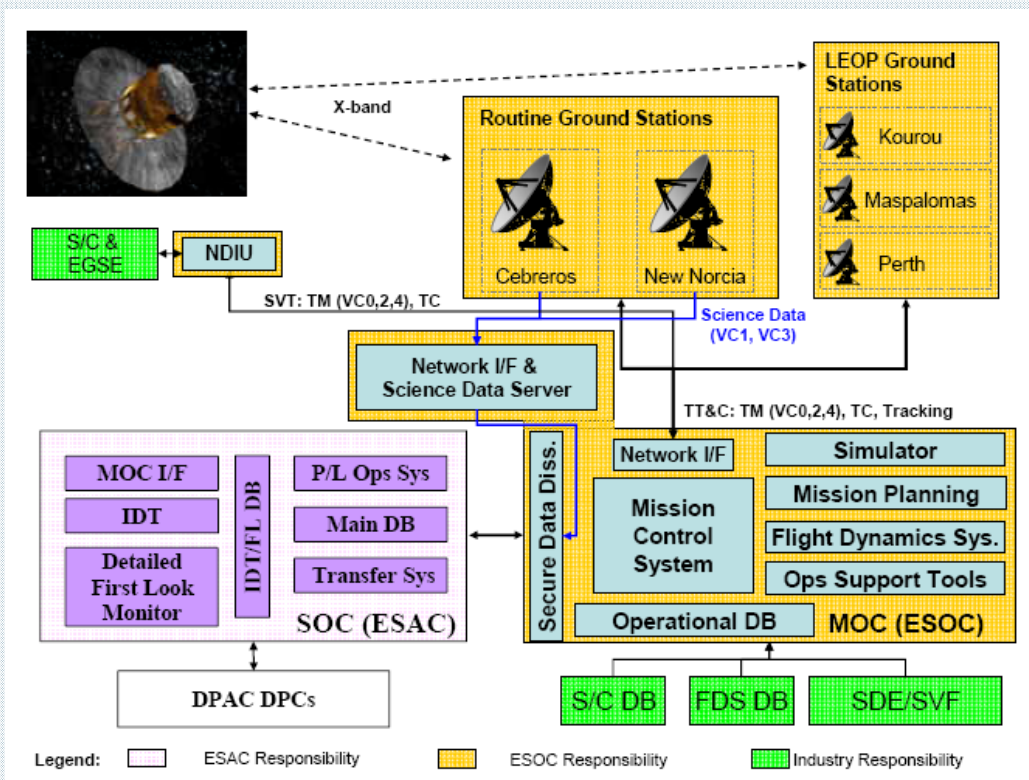 X-band
LEOP Ground
Stations
Kourou
Maspalomas
Perth
Routine Ground Stations
Cebreros
New Norcia
S/C &
EGSE
NDIU
SVT: TM (VC0,2,4), TC
Science Data
(VC1, VC3)
Network I/F &
Science Data Server
TT&C: TM (VC0,2,4), TC, Tracking
MOC I/F
IDT
Detailed
First Look
Monitor
IDT/FL DB
P/L Ops Sys
Main DB
Transfer Sys
SOC (ESAC)
Secure Data Diss.
Network I/F
Mission
Control
System
Simulator
Mission Planning
Flight Dynamics Sys.
Ops Support Tools
Operational DB
MOC (ESOC)
DPAC DPCs
S/C DB
FDS DB
SDE/SVF
Legend:
ESAC Responsibility
ESOC Responsibility
Industry Responsibility